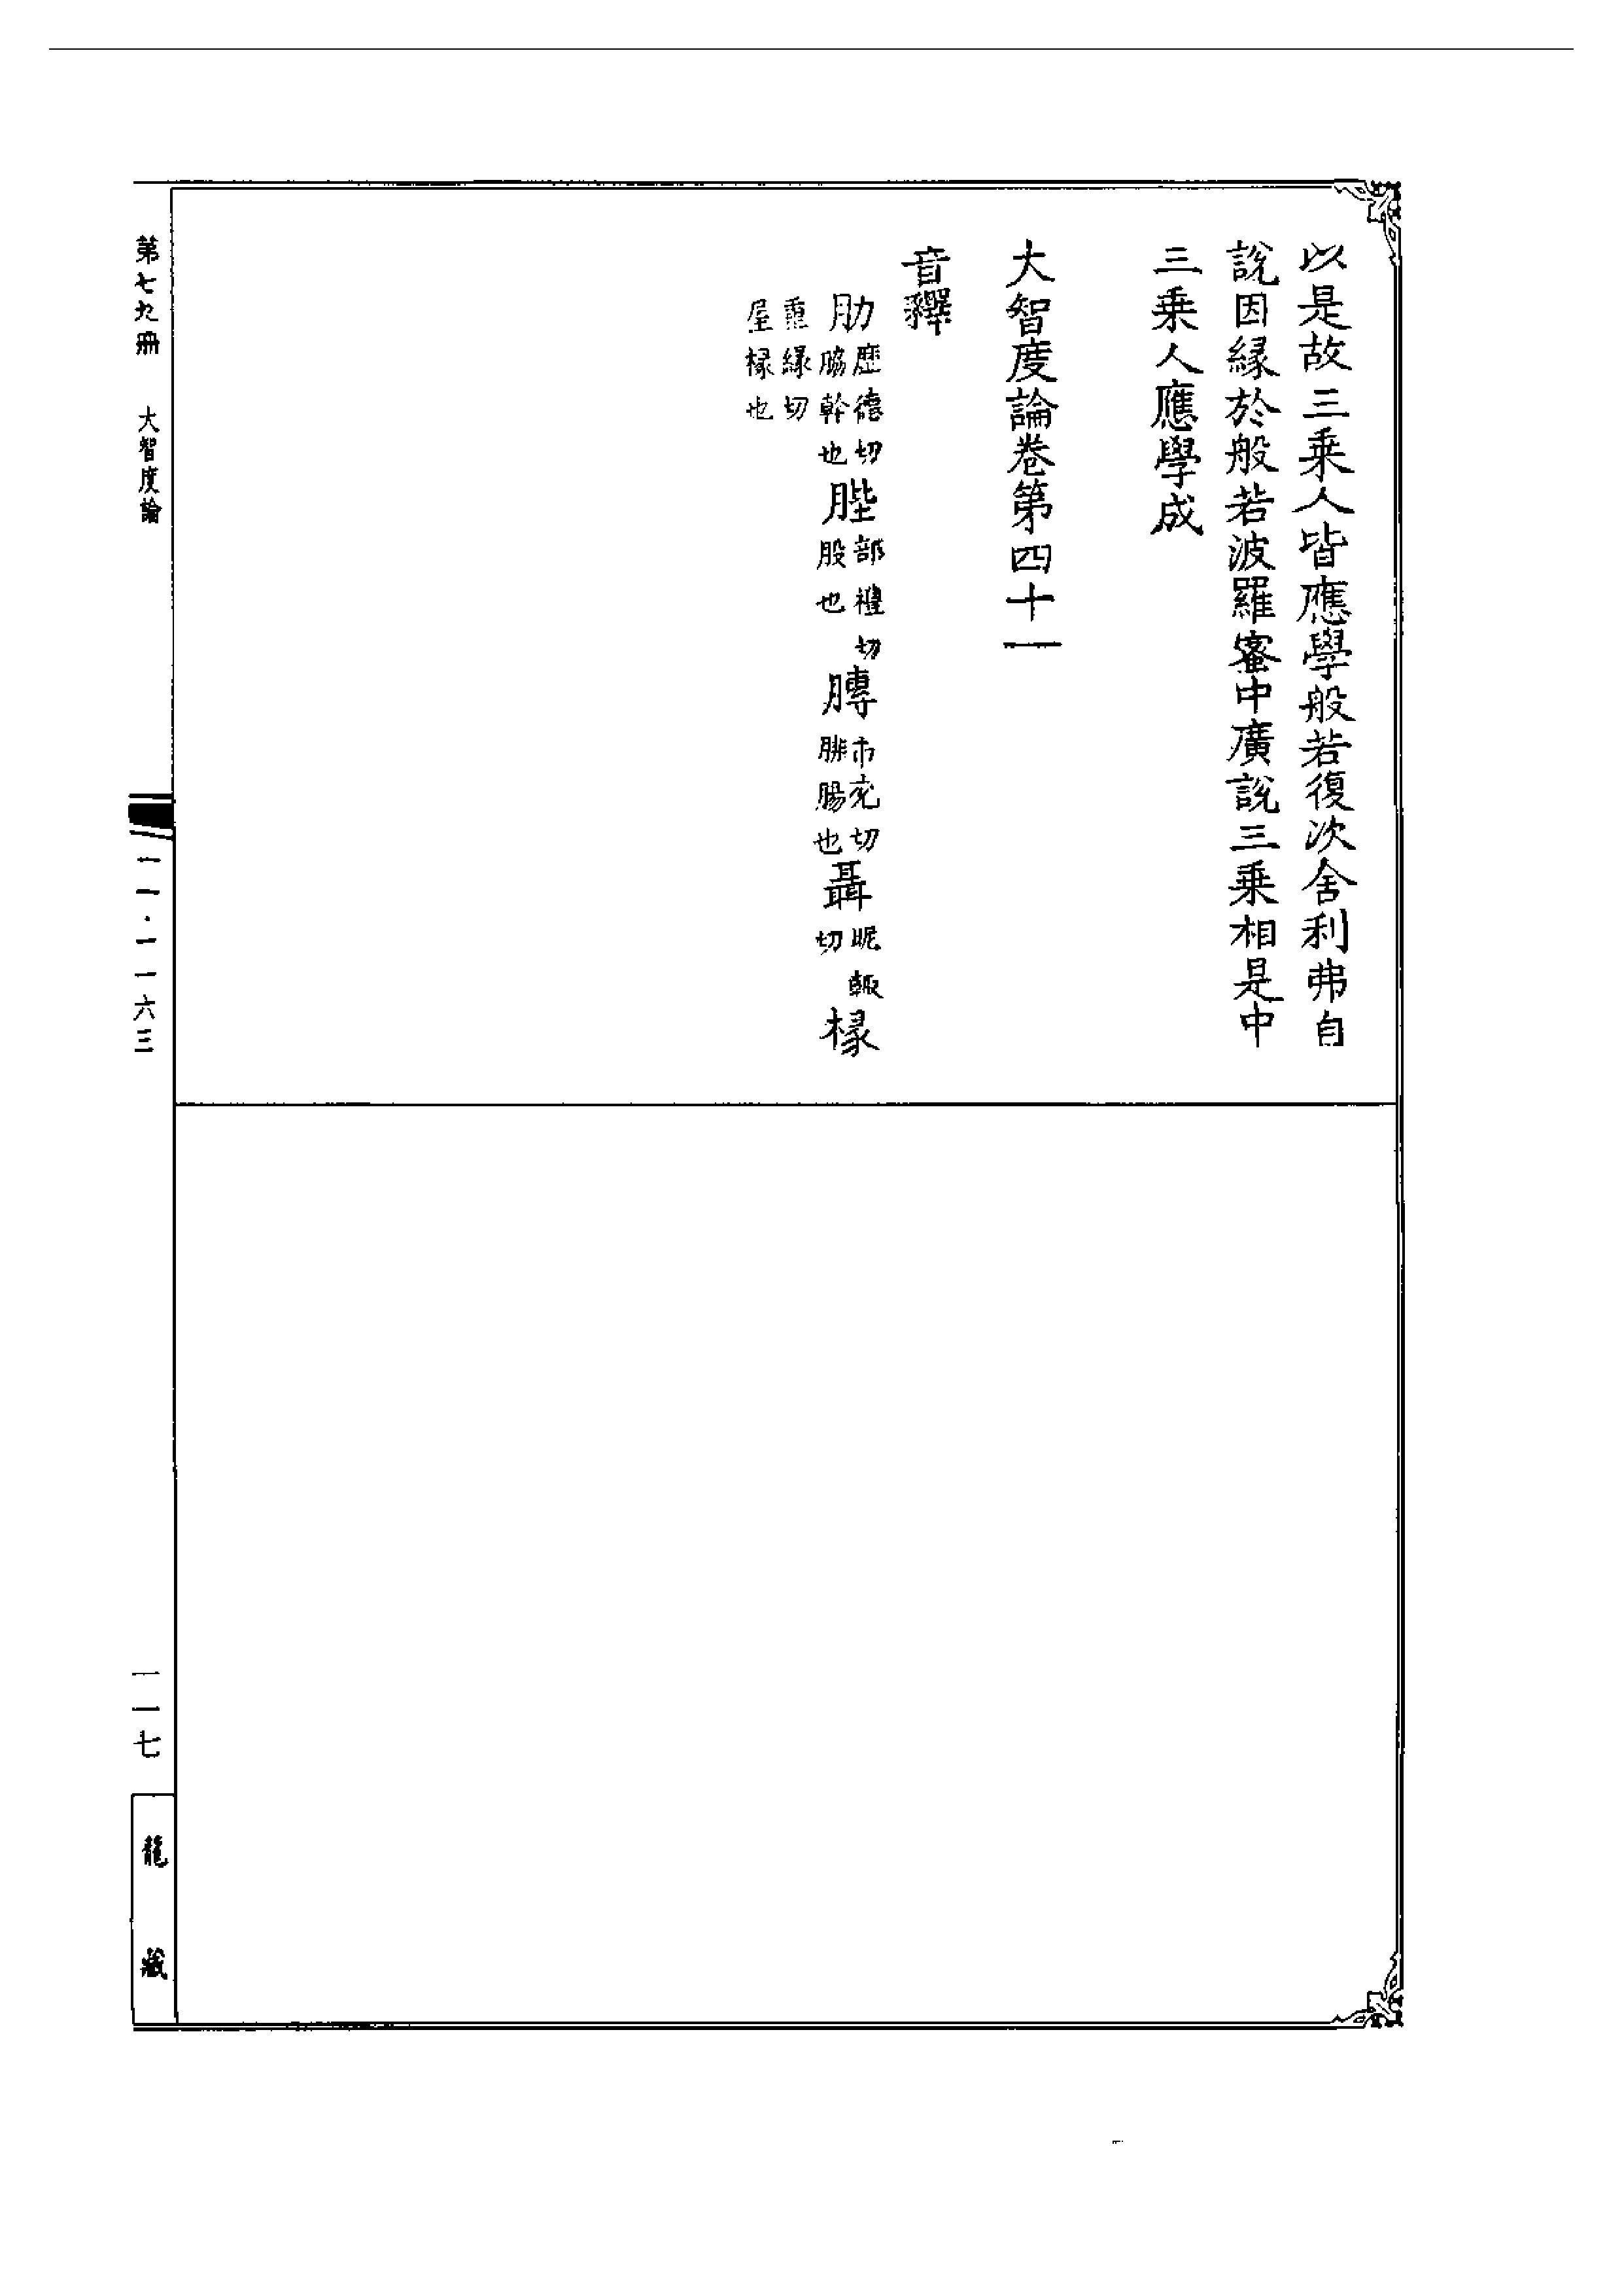 以是故三乘人皆應學般若復次舍利弗自
說因緣於般若波羅蜜中廣說三乘相是中
三乘人應學成
大智度論卷第四十一
音釋
肋歷德切脇幹也䏶部禮切股也膞市兖切腓腸也聶昵輒切椽
重緣切屋椽也
第七九冊 大智度論
一一·一一六三
一一七
龍藏